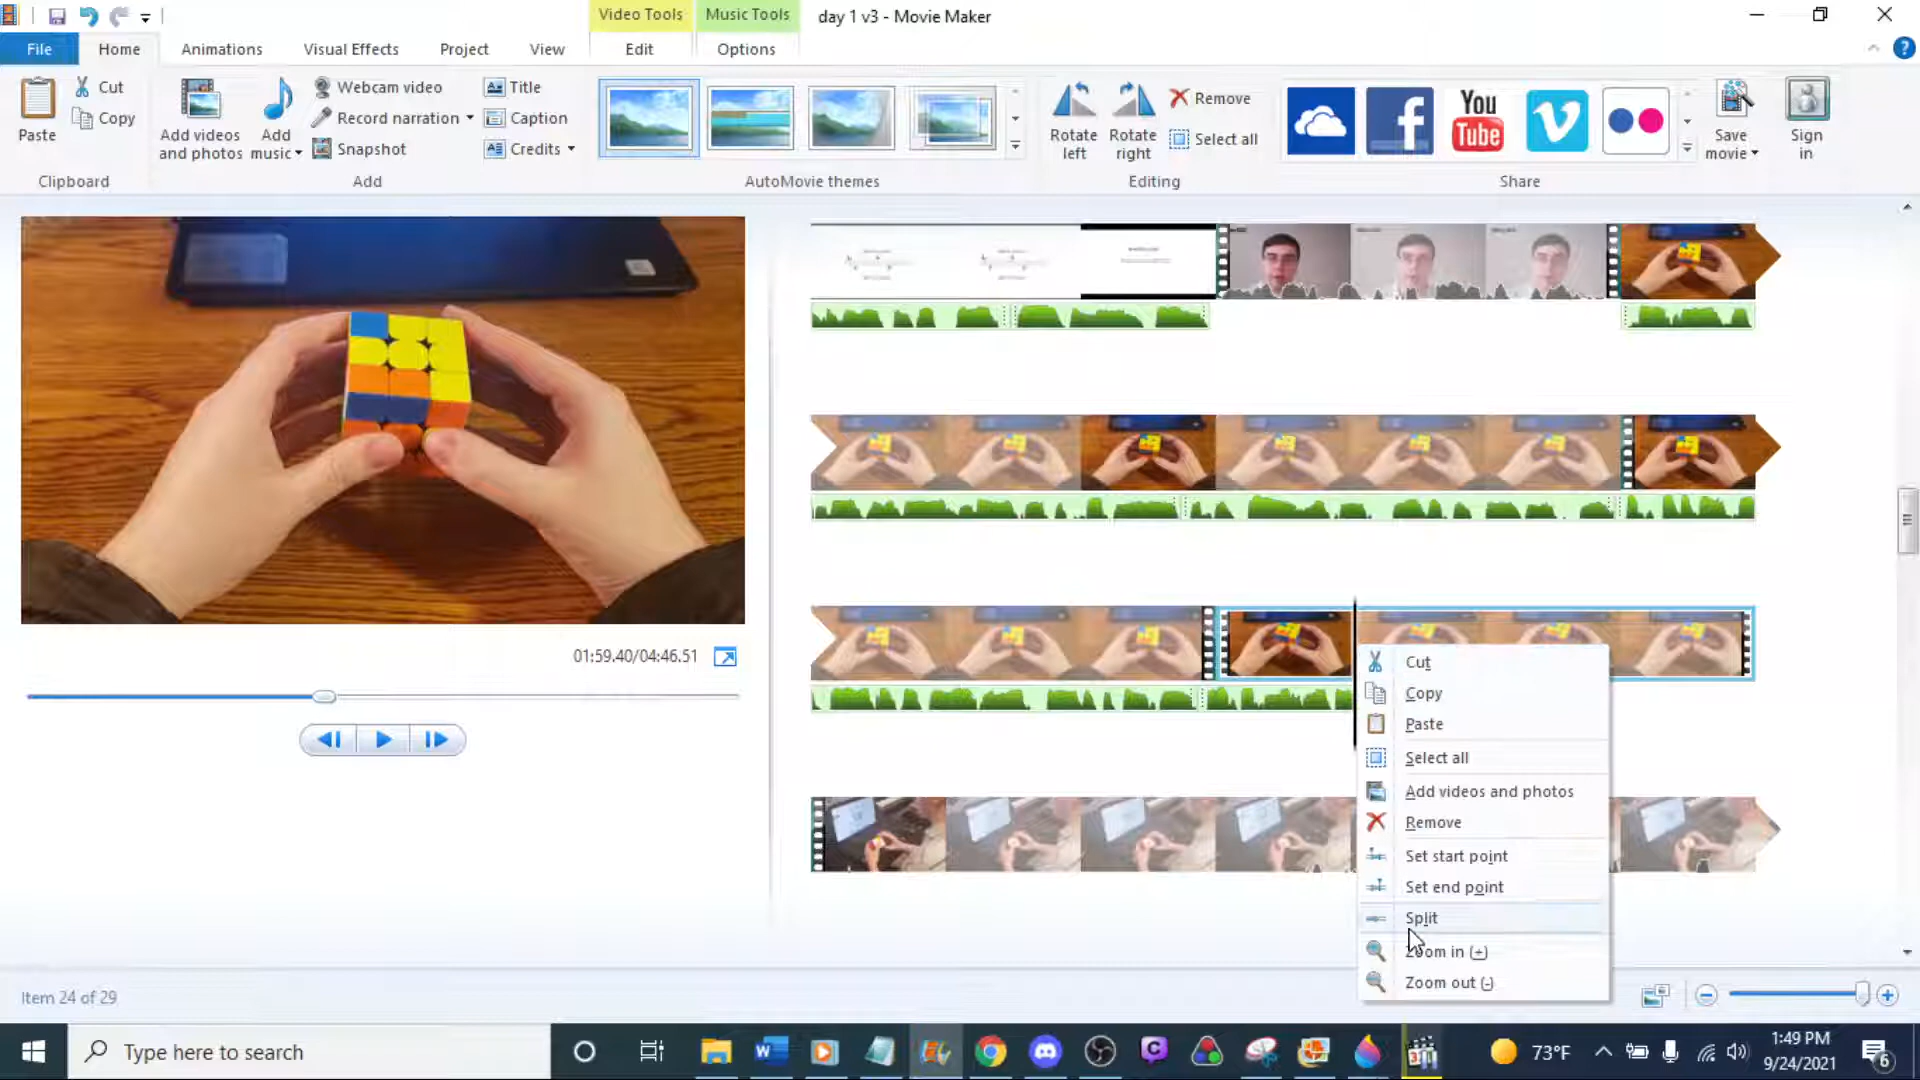 Video Tools
Music Tools
day 1 v3 - Movie Maker
File
Home
Animations
Visual Effects
Project
View
Edit
Options
Paste
Cut
Copy
Clipboard
Add videos
and photos
Add
music
Webcam video
Record narration
Snapshot
Title
Caption
Credits
Add
AutoMovie themes
Rotate
left
Rotate
right
Remove
Select all
Editing
You
Tube
Share
Save
movie
Sign
in
01:59.40/04:46.51
Cut
Copy
Paste
Select all
Add videos and photos
Remove
Set start point
Set end point
Split
Zoom in (+)
Zoom out (-)
Item 24 of 29
Type here to search
73°F
1:49 PM
9/24/2021
6